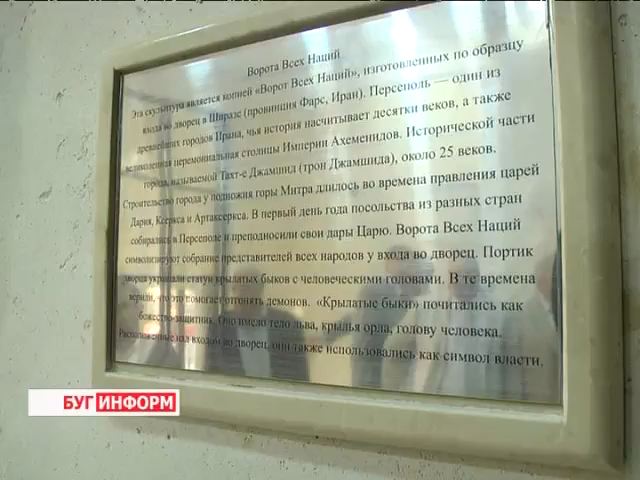 Ворота Всех Наций
Эта скульптура является копией «Ворот Всех Наций», изготовленных по образцу
входа во дворец в Ширазе (провинция Фарс, Иран). Персеполь — один из
древнейших городов Ирана, чья история насчитывает десятки веков, а также
великолепная церемониальная столица Империи Ахеменидов. Исторической части
города, называемой Тахт-е Джамшид (трон Джамшида), около 25 веков.
Строительство города у подножия горы Митра длилось во времена правления царей
Дария, Ксеркса и Артаксеркса. В первый день года посольства из разных стран
собирались в Персеполе и преподносили свои дары Царю. Ворота Всех Наций
символизируют собрание представителей всех народов у входа во дворец. Портик
дворца украшали статуи крылатых быков с человеческими головами. В те времена
верили, что это помогает отгонять демонов. «Крылатые быки» почитались как
божество-защитник. Оно имело тело льва, крылья орла, голову человека.
Расположенные над входом во дворец, они также использовались как символ власти.
БУГ ИНФОРМ